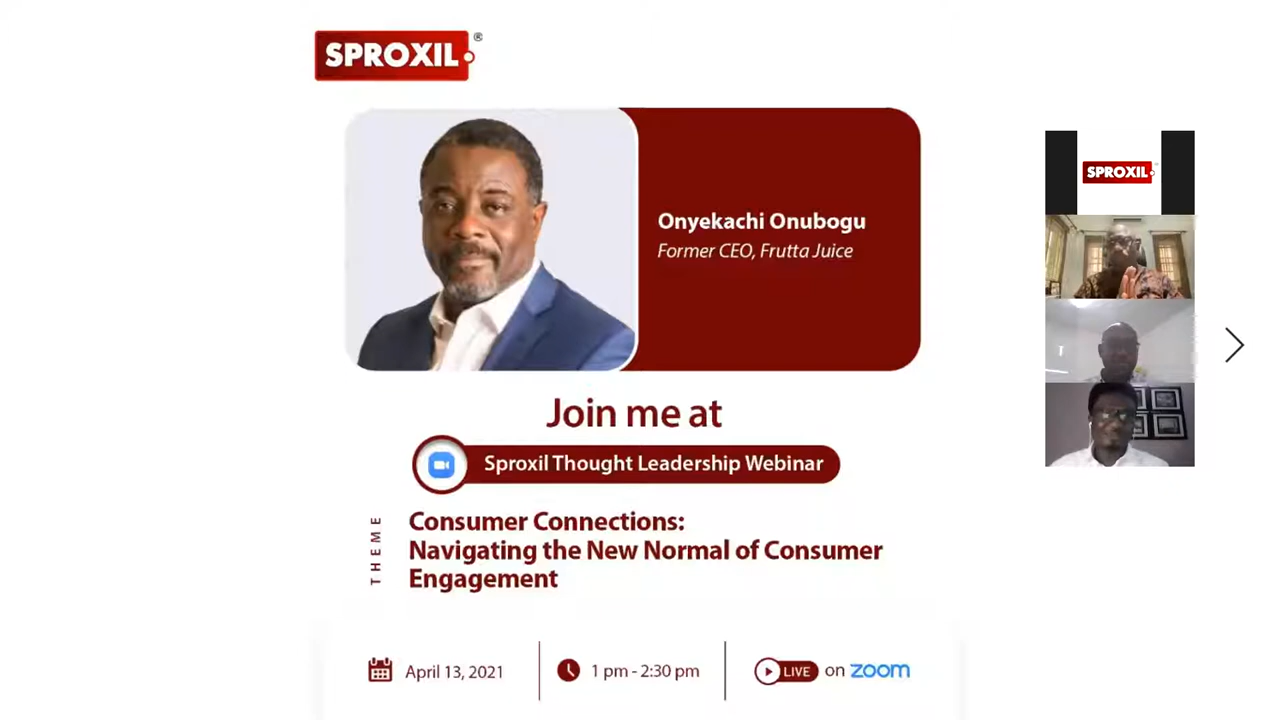 SPROXIL®
Onyekachi Onubogu
Former CEO, Frutta Juice
Join me at
Sproxil Thought Leadership Webinar
THEME
Consumer Connections:
Navigating the New Normal of Consumer
Engagement
April 13, 2021
1 pm - 2:30 pm
LIVE on zoom
SPROXIL